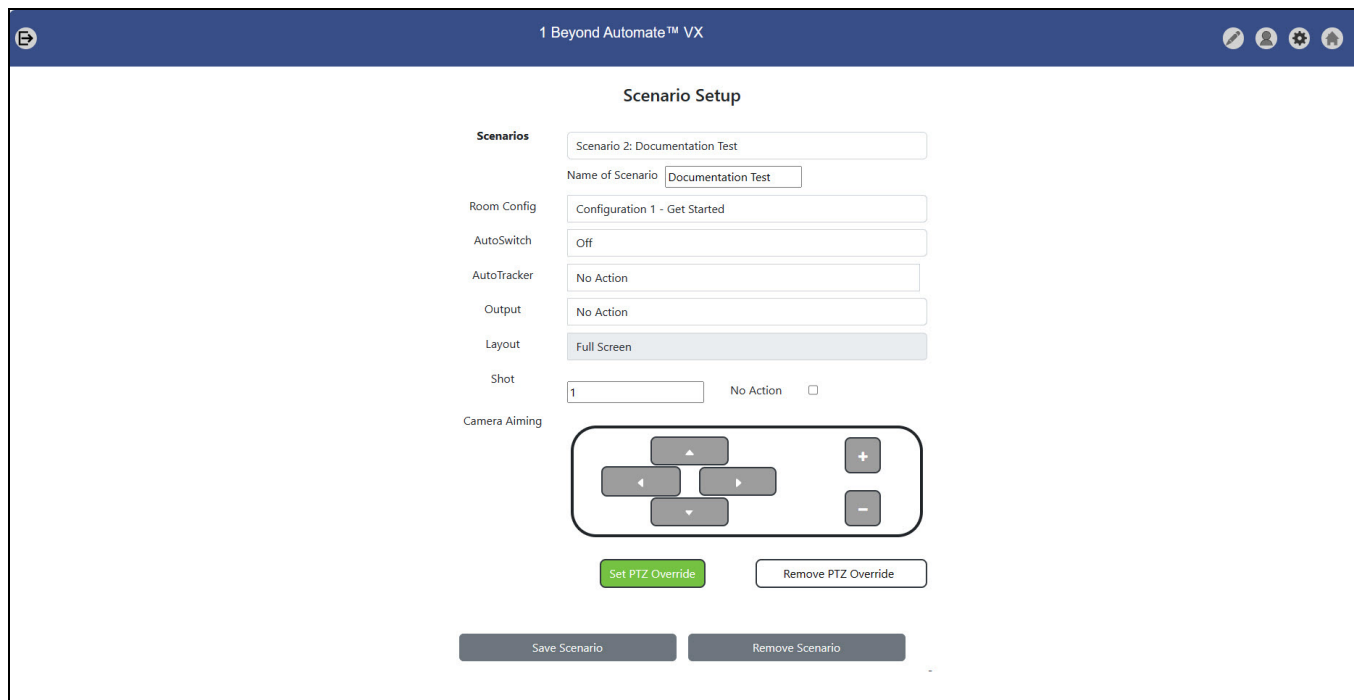 1 Beyond Automate™ VX
Scenario Setup
Scenarios
Scenario 2: Documentation Test
Name of Scenario Documentation Test
Room Config Configuration 1 - Get Started
AutoSwitch Off
AutoTracker No Action
Output No Action
Layout Full Screen
Shot 1 No Action
Camera Aiming
+
−
Set PTZ Override Remove PTZ Override
Save Scenario Remove Scenario